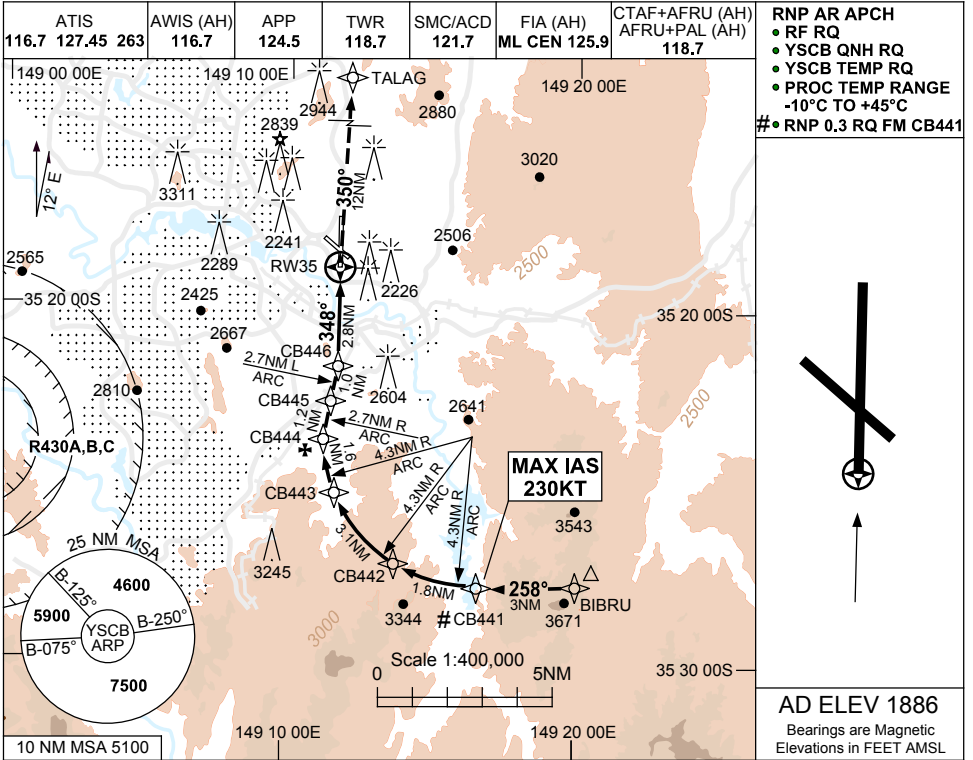 ATIS
116.7 127.45 263
AWIS (AH)
116.7
APP
124.5
TWR
118.7
SMC/ACD
121.7
FIA (AH)
ML CEN 125.9
CTAF+AFRU (AH)
AFRU+PAL (AH)
118.7
RNP AR APCH
• RF RQ
• YSCB QNH RQ
• YSCB TEMP RQ
• PROC TEMP RANGE
-10°C TO +45°C
# • RNP 0.3 RQ FM CB441
149 00 00E
149 10 00E
149 20 00E
TALAG
2944
2880
2839
3020
12° E
3311
350°
12NM
2241
2289
2506
2500
2565
RW35
2226
35 20 00S
35 20 00S
2425
348°
2.8NM
2667
CB446
2.7NM L
ARC
1.0
NM
2604
2810
CB445
1.2
NM
2.7NM R
ARC
2641
2500
R430A,B,C
CB444
1.6
NM
4.3NM R
ARC
MAX IAS
230KT
CB443
4.3NM R
ARC
4.3NM R
ARC
3543
3.1NM
25 NM MSA
3245
CB442
1.8NM
258°
3NM
BIBRU
4600
B-125°
5900
B-250°
YSCB
ARP
B-075°
7500
3344
# CB441
3671
3000
Scale 1:400,000
0
5NM
35 30 00S
149 10 00E
149 20 00E
10 NM MSA 5100
AD ELEV 1886
Bearings are Magnetic
Elevations in FEET AMSL